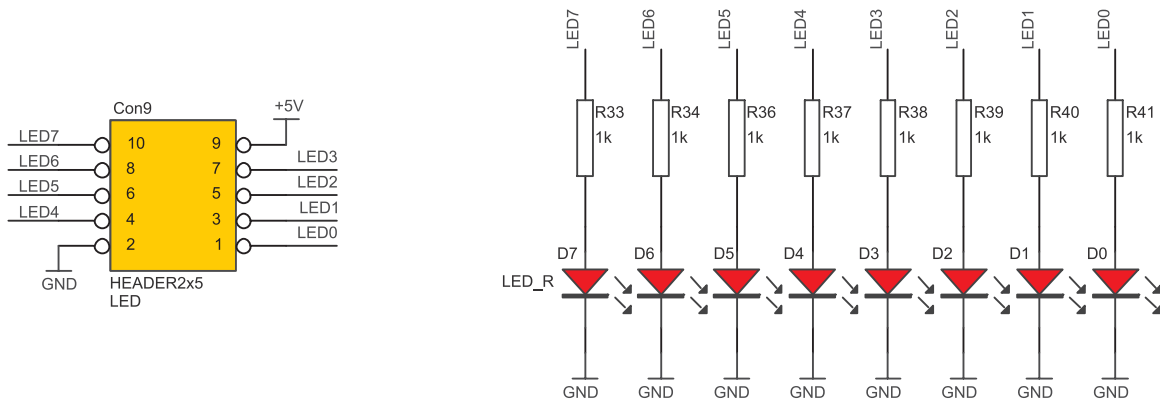 Con9
+5V
LED7 10 9
LED6 8 7 LED3
LED5 6 5 LED2
LED4 4 3 LED1
2 1 LED0
GND
HEADER2x5
LED
LED7 LED6 LED5 LED4 LED3 LED2 LED1 LED0
R33 R34 R36 R37 R38 R39 R40 R41
1k 1k 1k 1k 1k 1k 1k 1k
D7 D6 D5 D4 D3 D2 D1 D0
LED_R
GND GND GND GND GND GND GND GND